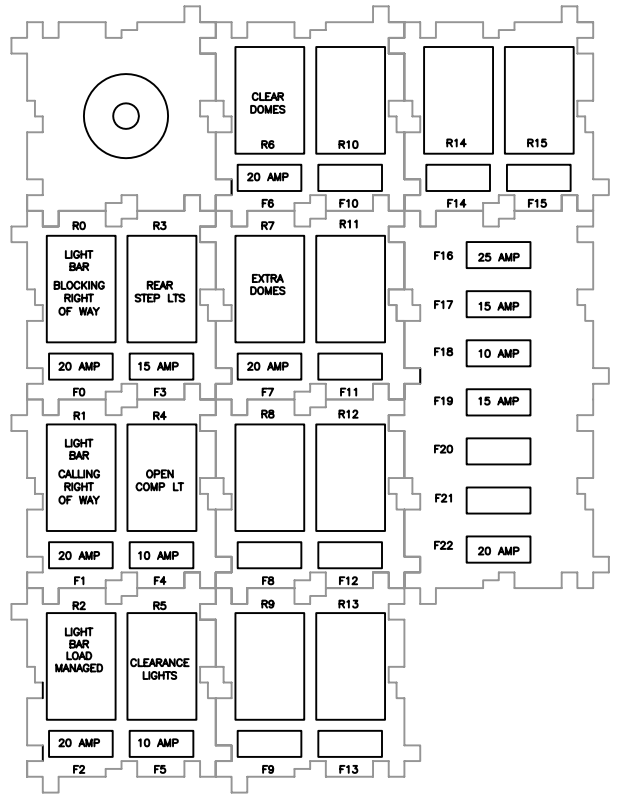 CLEAR
DOMES
R6
R10
R14
R15
20 AMP
F6
F10
F14
F15
R0
R3
R7
R11
LIGHT
BAR
BLOCKING
RIGHT
OF WAY
REAR
STEP LTS
EXTRA
DOMES
20 AMP
15 AMP
20 AMP
F0
F3
F7
F11
F16
25 AMP
F17
15 AMP
F18
10 AMP
F19
15 AMP
F20
F21
F22
20 AMP
R1
R4
R8
R12
LIGHT
BAR
CALLING
RIGHT
OF WAY
OPEN
COMP LT
20 AMP
10 AMP
F1
F4
F8
F12
R2
R5
R9
R13
LIGHT
BAR
LOAD
MANAGED
CLEARANCE
LIGHTS
20 AMP
10 AMP
F2
F5
F9
F13